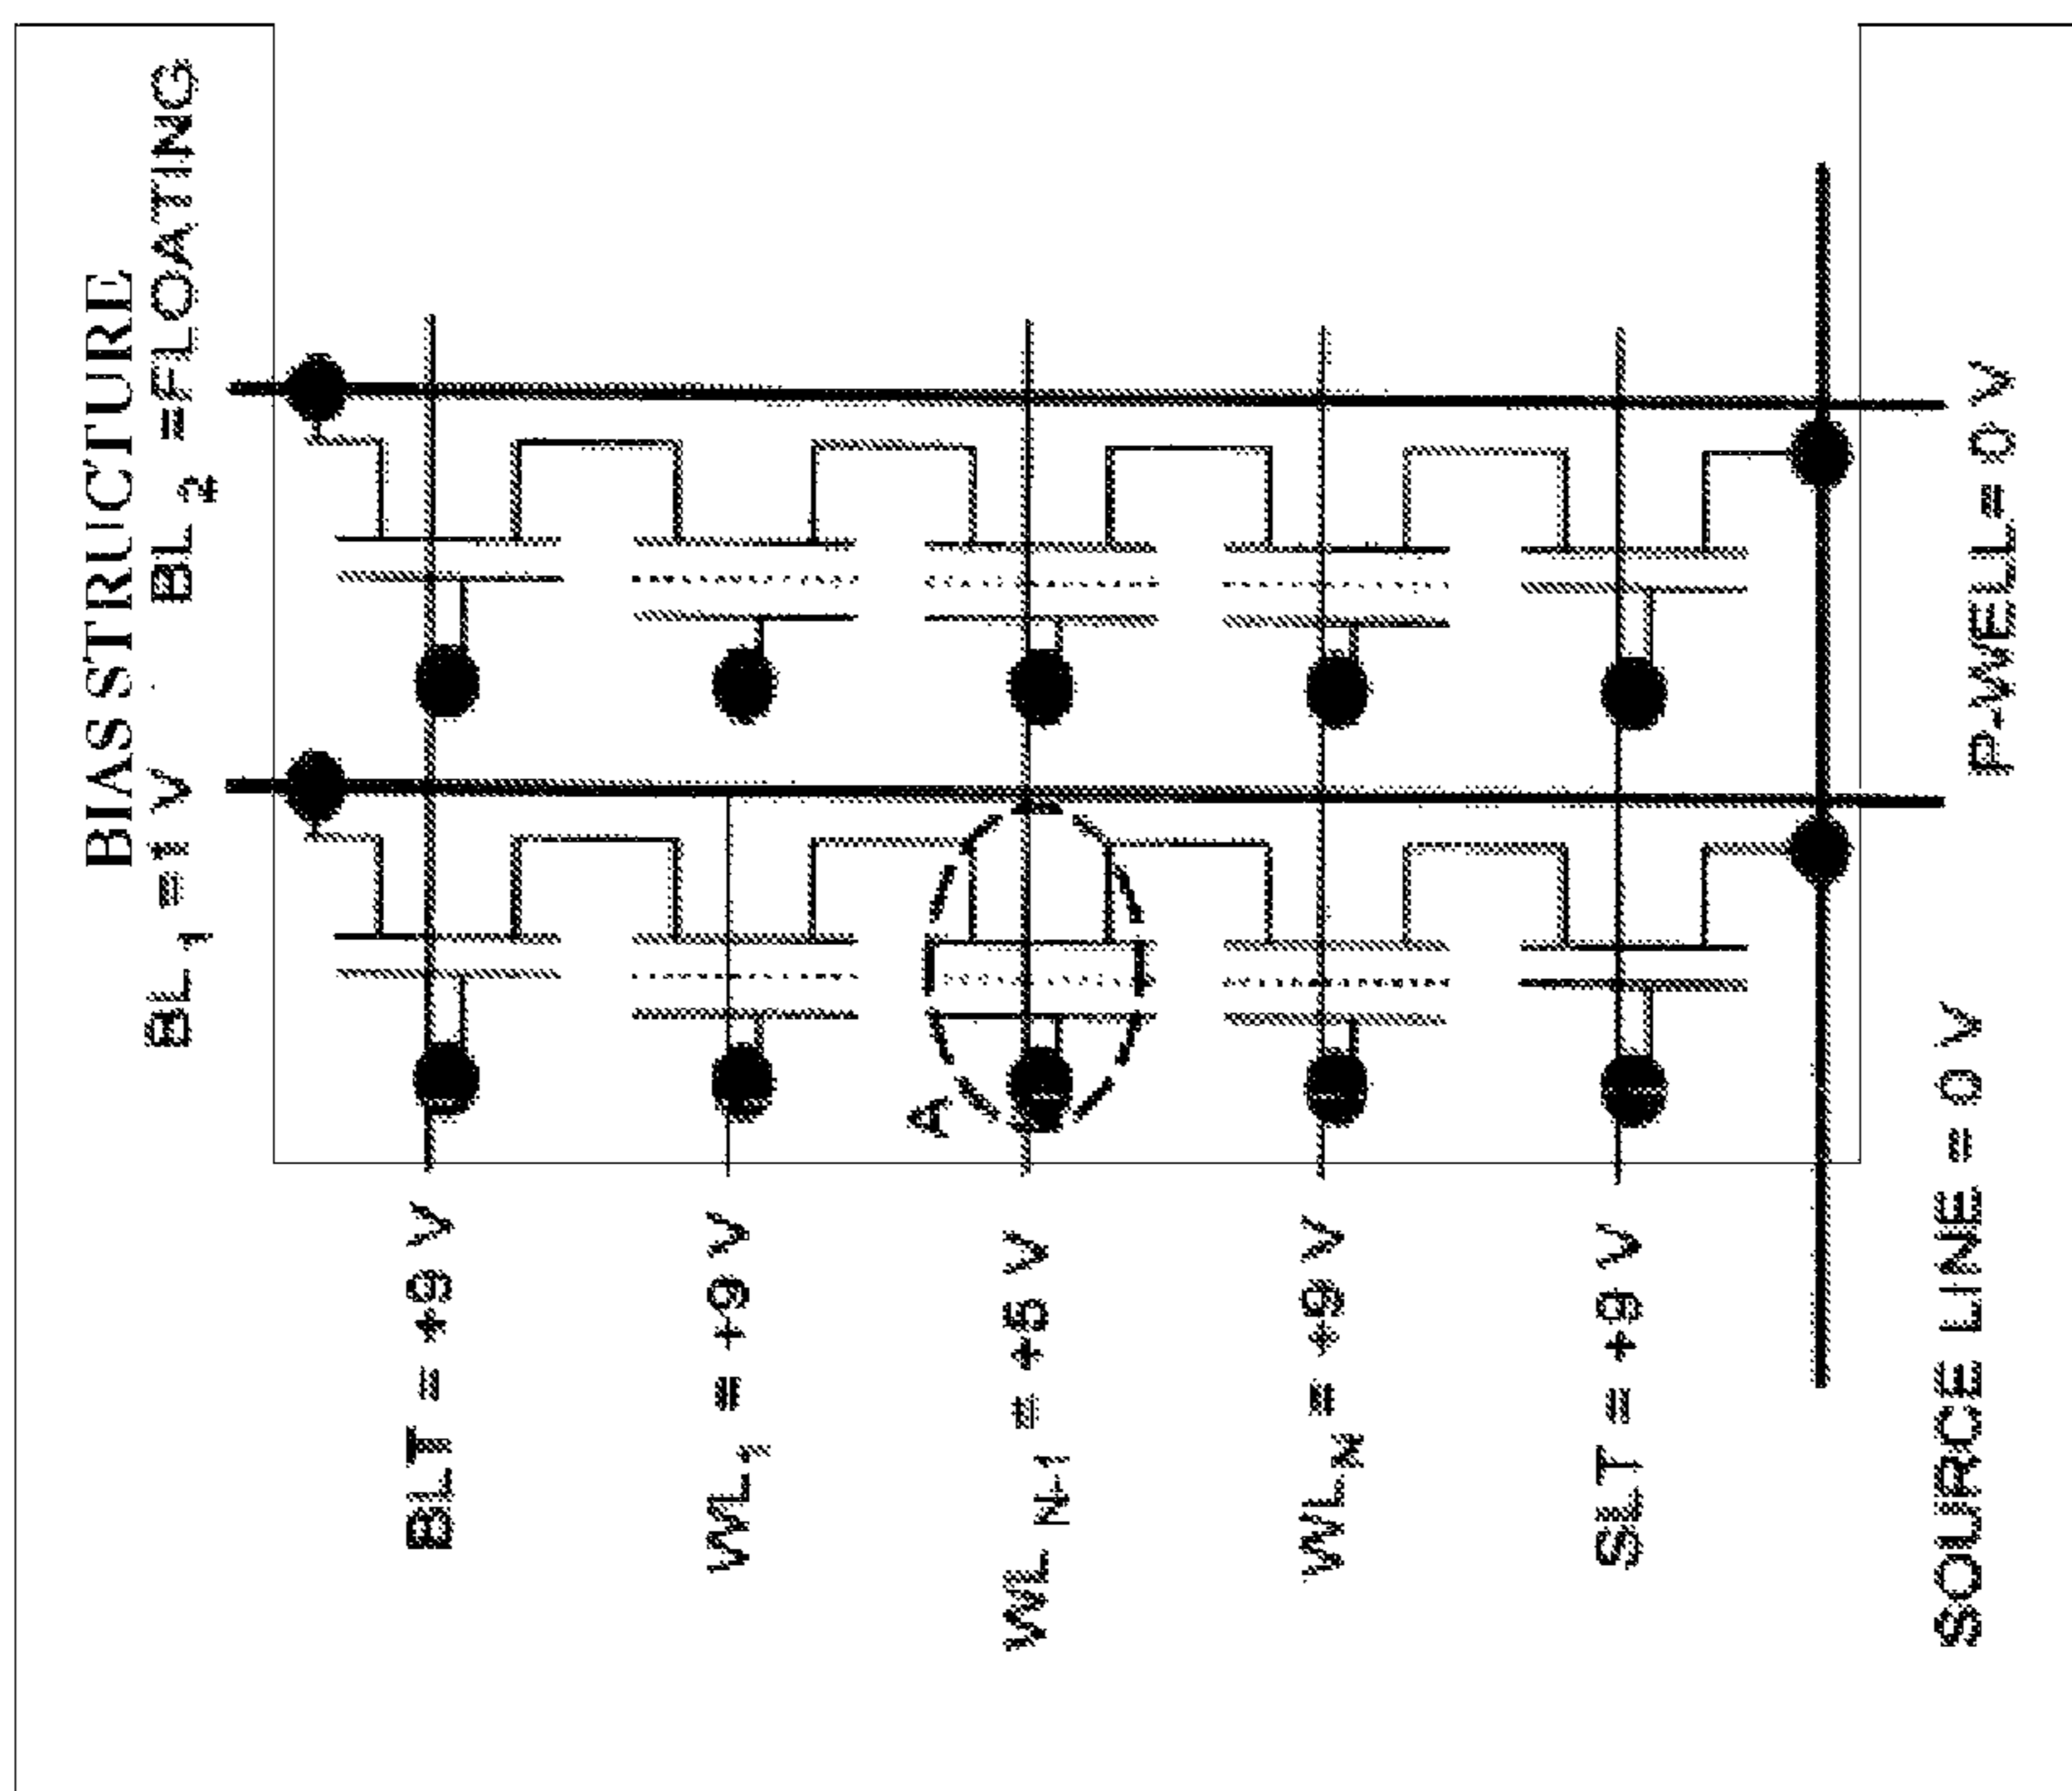 BIAS STRUCTURE
BL1 = 1 V
BL2 = FLOATING
BLT = +9 V
WL1 = +9 V
A
WL N-1 = +5 V
WLN = +9 V
SLT = +9 V
SOURCE LINE = 0 V
P-WELL = 0 V